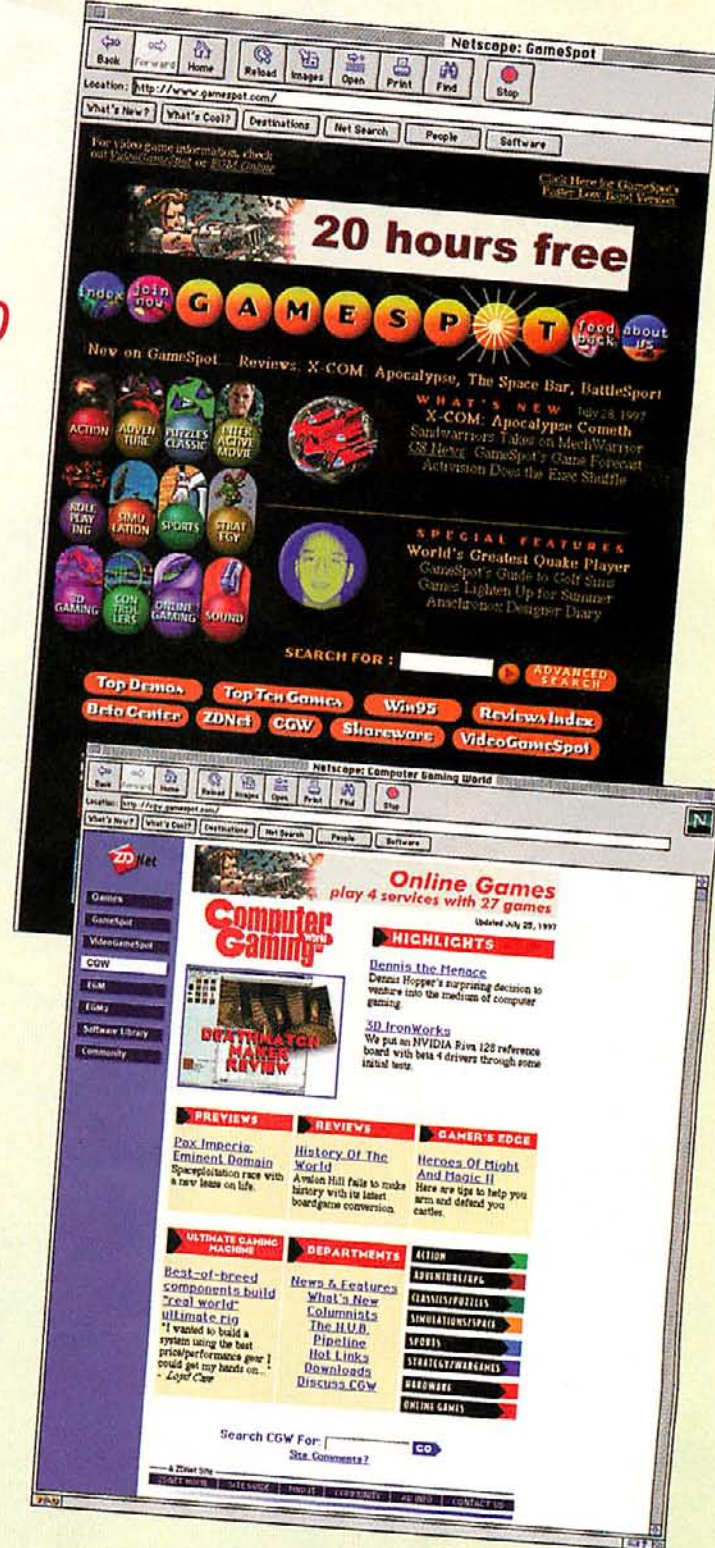 Netscape: GameSpot
Back Forward Home Reload Images Open Print Find Stop
Location: http://www.gamespot.com/
What's New? What's Cool? Destinations Net Search People Software
For video game information, check
out VideoGameSpot or EGM Online
Click Here for GameSpot's
Faster Low Band Version
20 hours free
index
join now
GAMESPOT
feed back
about us
New on GameSpot... Reviews: X-COM: Apocalypse, The Space Bar, BattleSport
ACTION
ADVEN TURE
PUZZLES CLASSIC
INTER ACTIVE MOVIE
WHAT'S NEW July 28, 1997
X-COM: Apocalypse Cometh
Sandwarriors Takes on MechWarrior
GS News: GameSpot's Game Forecast
Activision Does the Exec Shuffle
ROLE PLAY ING
SIMU LATION
SPORTS
STRAT EGY
SPECIAL FEATURES
World's Greatest Quake Player
GameSpot's Guide to Golf Sims
Games Lighten Up for Summer
Anachronox Designer Diary
3D GAMING
CON TROL LERS
ONLINE GAMING
SOUND
SEARCH FOR :
ADVANCED SEARCH
Top Demos Top Ten Games Win95 Reviews Index
Beta Center ZDNet CGW Shareware VideoGameSpot
Netscape: Computer Gaming World
Back Forward Home Reload Images Open Print Find Stop
N
What's New? What's Cool? Destinations Net Search People Software
ZDNet
Games
GameSpot
VideoGameSpot
CGW
EGM
EGM2
Software Library
Community
Online Games
play 4 services with 27 games
Updated July 25, 1997
Computer
Gaming World
DEATHMATCH
MAKER
REVIEW
HIGHLIGHTS
Dennis the Menace
Dennis Hopper's surprising decision to
venture into the medium of computer
gaming.
3D IronWorks
We put an NVIDIA Riva 128 reference
board with beta 4 drivers through some
initial tests.
PREVIEWS
Pax Imperia:
Eminent Domain
Spaceploitation race with
a new lease on life.
REVIEWS
History Of The
World
Avalon Hill fails to make
history with its latest
boardgame conversion.
GAMER'S EDGE
Heroes Of Might
And Magic II
Here are tips to help you
arm and defend you
castles.
ULTIMATE GAMING
MACHINE
Best-of-breed
components build
"real world"
ultimate rig
"I wanted to build a
system using the best
price/performance gear I
could get my hands on..."
- Loyd Case
DEPARTMENTS
News & Features
What's New
Columnists
The H.U.B.
Pipeline
Hot Links
Downloads
Discuss CGW
ACTION
ADVENTURE/RPG
CLASSICS/PUZZLES
SIMULATIONS/SPACE
SPORTS
STRATEGY/WARGAMES
HARDWARE
ONLINE GAMES
Search CGW For: GO
Site Comments?
A ZDNet Site
ZDNET HOME SITE GUIDE FIND IT COMMUNITY AD INFO CONTACT US